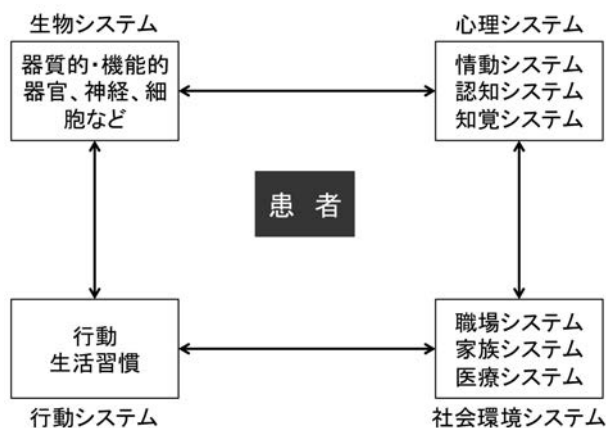 生物システム
器質的・機能的
器官、神経、細
胞など
心理システム
情動システム
認知システム
知覚システム
患者
行動
生活習慣
行動システム
職場システム
家族システム
医療システム
社会環境システム